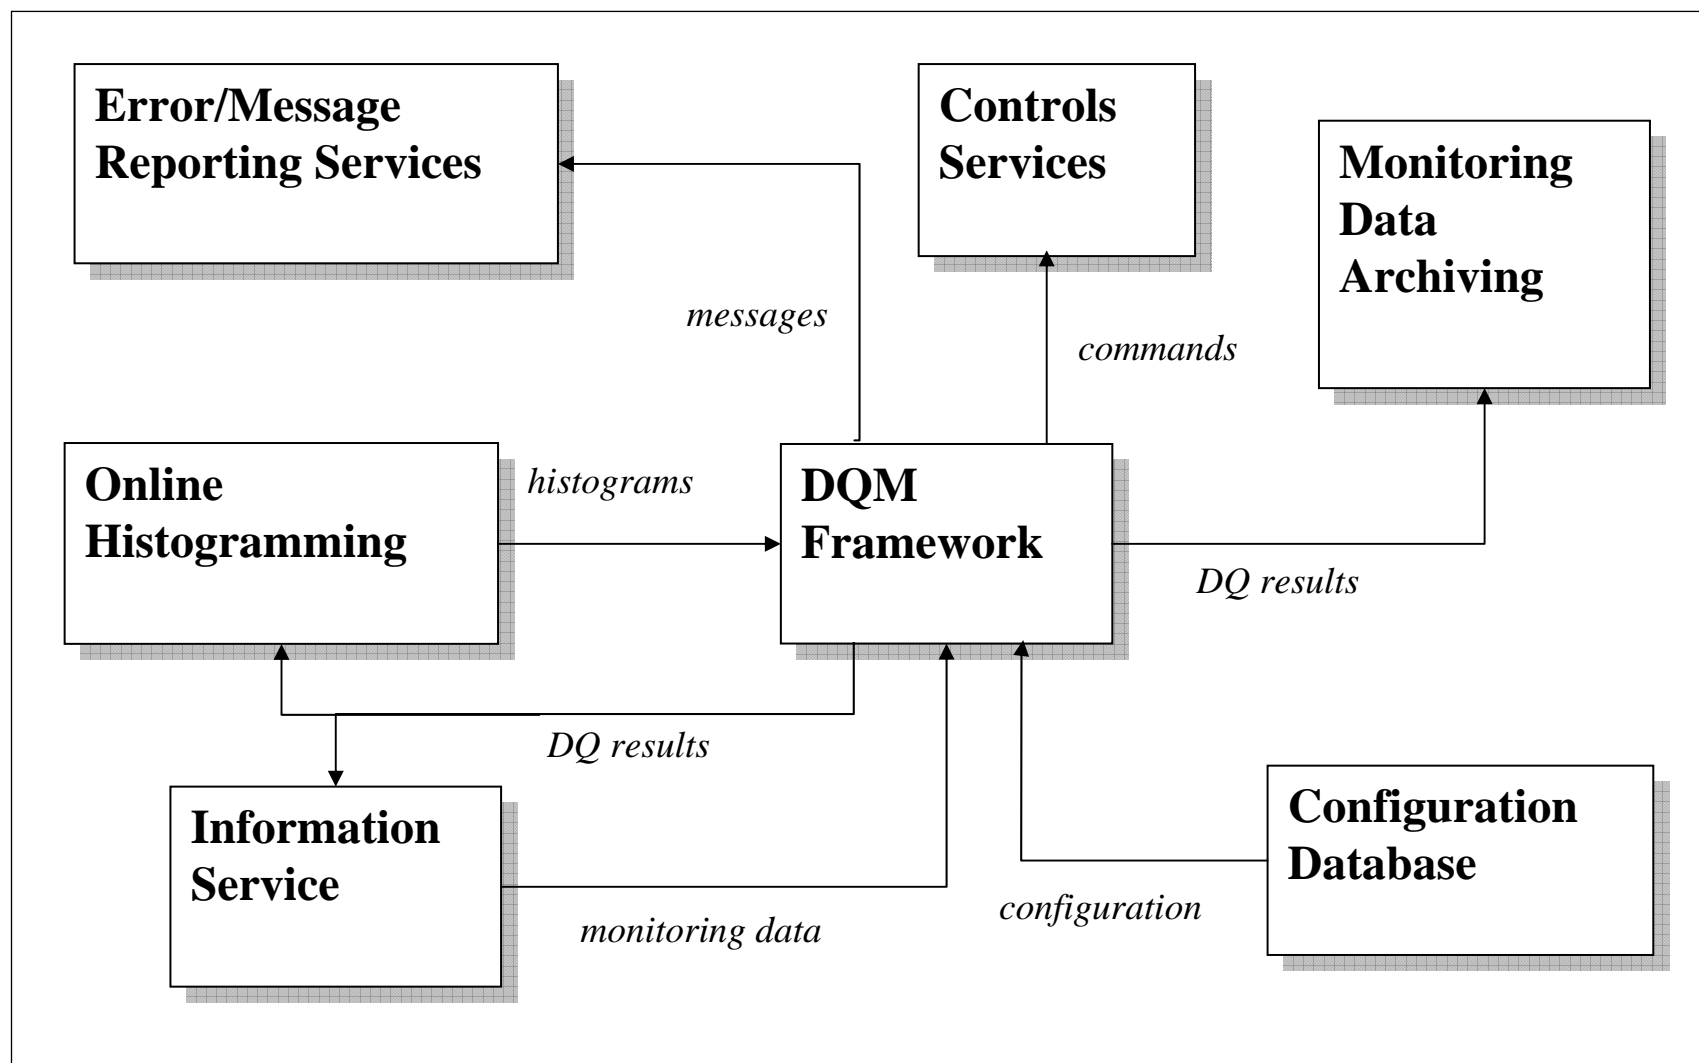 Error/Message
Reporting Services
Controls
Services
Monitoring
Data
Archiving
messages
commands
Online
Histogramming
histograms
DQM
Framework
DQ results
DQ results
Information
Service
monitoring data
configuration
Configuration
Database